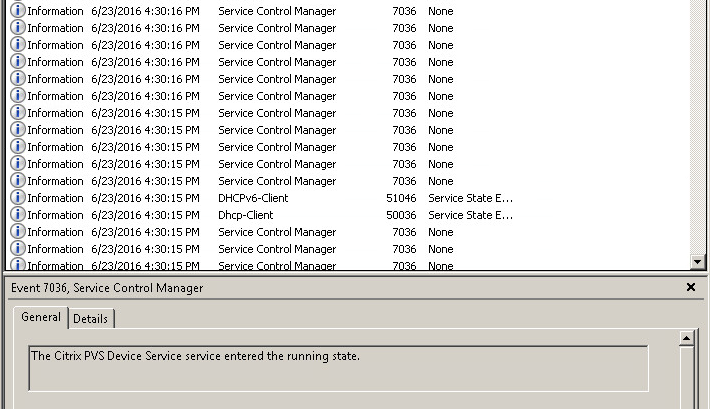 Information 6/23/2016 4:30:16 PM Service Control Manager 7036 None
Information 6/23/2016 4:30:16 PM Service Control Manager 7036 None
Information 6/23/2016 4:30:16 PM Service Control Manager 7036 None
Information 6/23/2016 4:30:16 PM Service Control Manager 7036 None
Information 6/23/2016 4:30:16 PM Service Control Manager 7036 None
Information 6/23/2016 4:30:16 PM Service Control Manager 7036 None
Information 6/23/2016 4:30:15 PM Service Control Manager 7036 None
Information 6/23/2016 4:30:15 PM Service Control Manager 7036 None
Information 6/23/2016 4:30:15 PM Service Control Manager 7036 None
Information 6/23/2016 4:30:15 PM Service Control Manager 7036 None
Information 6/23/2016 4:30:15 PM Service Control Manager 7036 None
Information 6/23/2016 4:30:15 PM DHCPv6-Client 51046 Service State E...
Information 6/23/2016 4:30:15 PM Dhcp-Client 50036 Service State E...
Information 6/23/2016 4:30:15 PM Service Control Manager 7036 None
Information 6/23/2016 4:30:15 PM Service Control Manager 7036 None
Information 6/23/2016 4:30:15 PM Service Control Manager 7036 None
Event 7036, Service Control Manager
General Details
The Citrix PVS Device Service service entered the running state.